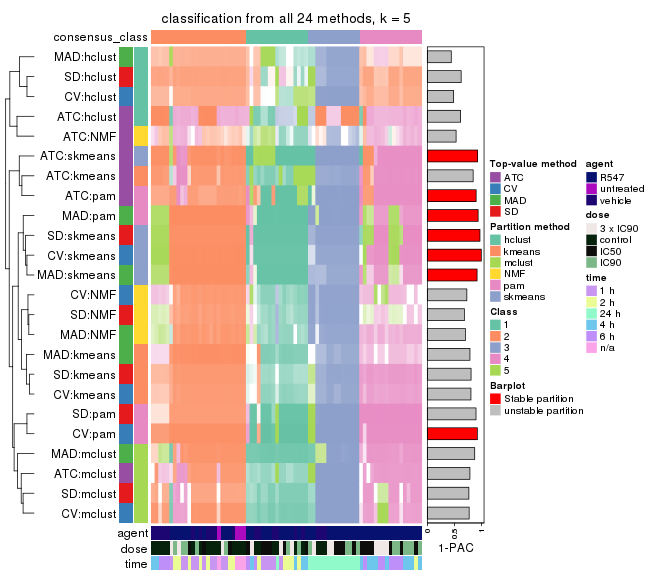 classification from all 24 methods, k = 5
consensus_class
MAD:hclust
SD:hclust
CV:hclust
ATC:hclust
ATC:NMF
ATC:skmeans
ATC:kmeans
ATC:pam
MAD:pam
SD:skmeans
CV:skmeans
MAD:skmeans
CV:NMF
SD:NMF
MAD:NMF
MAD:kmeans
SD:kmeans
CV:kmeans
SD:pam
CV:pam
MAD:mclust
ATC:mclust
SD:mclust
CV:mclust
agent
dose
time
0
0.5
1
1-PAC
Top-value method
ATC
CV
MAD
SD
Partition method
hclust
kmeans
mclust
NMF
pam
skmeans
Class
1
2
3
4
5
Barplot
Stable partition
unstable partition
agent
R547
untreated
vehicle
dose
3 x IC90
control
IC50
IC90
time
1 h
2 h
24 h
4 h
6 h
n/a